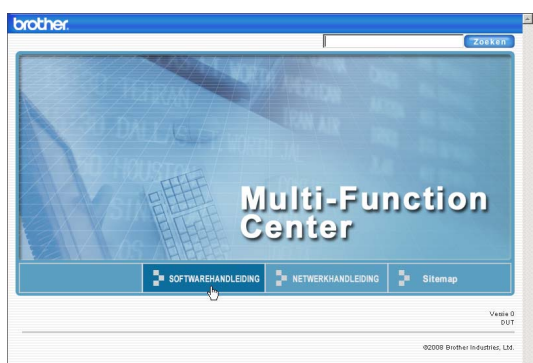 brother.
Zoeken
Multi-Function
Center
SOFTWAREHANDLEIDING
NETWERKHANDLEIDING
Sitemap
Versie 0
DUT
©2008 Brother Industries, Ltd.